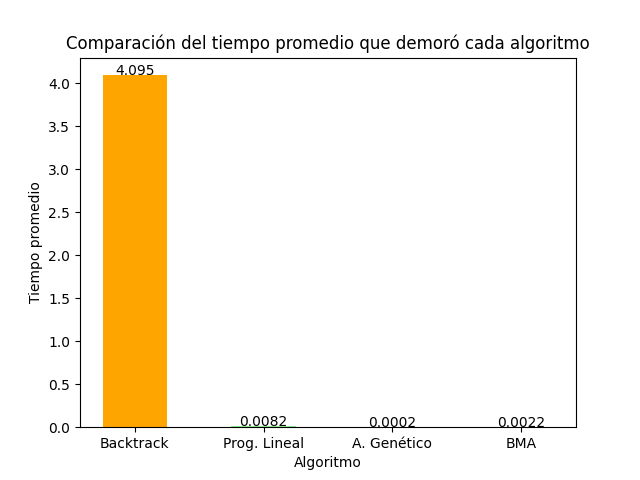 Comparación del tiempo promedio que demoró cada algoritmo
Tiempo promedio
4.0
3.5
3.0
2.5
2.0
1.5
1.0
0.5
0.0
4.095
0.0082
0.0002
0.0022
Backtrack
Prog. Lineal
A. Genético
BMA
Algoritmo